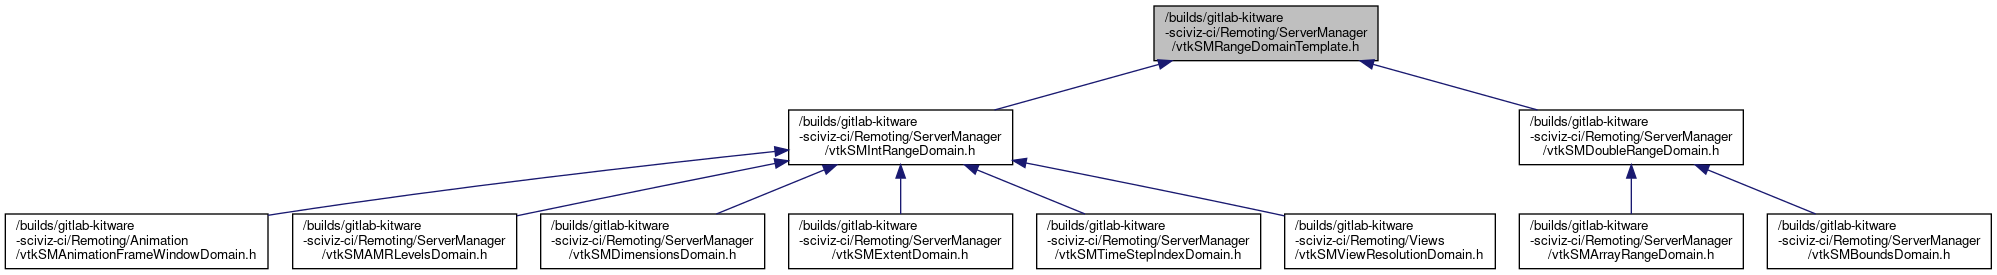 /builds/gitlab-kitware
-sciviz-ci/Remoting/ServerManager
/vtkSMRangeDomainTemplate.h
/builds/gitlab-kitware
-sciviz-ci/Remoting/ServerManager
/vtkSMIntRangeDomain.h
/builds/gitlab-kitware
-sciviz-ci/Remoting/ServerManager
/vtkSMDoubleRangeDomain.h
/builds/gitlab-kitware
-sciviz-ci/Remoting/Animation
/vtkSMAnimationFrameWindowDomain.h
/builds/gitlab-kitware
-sciviz-ci/Remoting/ServerManager
/vtkSMAMRLevelsDomain.h
/builds/gitlab-kitware
-sciviz-ci/Remoting/ServerManager
/vtkSMDimensionsDomain.h
/builds/gitlab-kitware
-sciviz-ci/Remoting/ServerManager
/vtkSMExtentDomain.h
/builds/gitlab-kitware
-sciviz-ci/Remoting/ServerManager
/vtkSMTimeStepIndexDomain.h
/builds/gitlab-kitware
-sciviz-ci/Remoting/Views
/vtkSMViewResolutionDomain.h
/builds/gitlab-kitware
-sciviz-ci/Remoting/ServerManager
/vtkSMArrayRangeDomain.h
/builds/gitlab-kitware
-sciviz-ci/Remoting/ServerManager
/vtkSMBoundsDomain.h